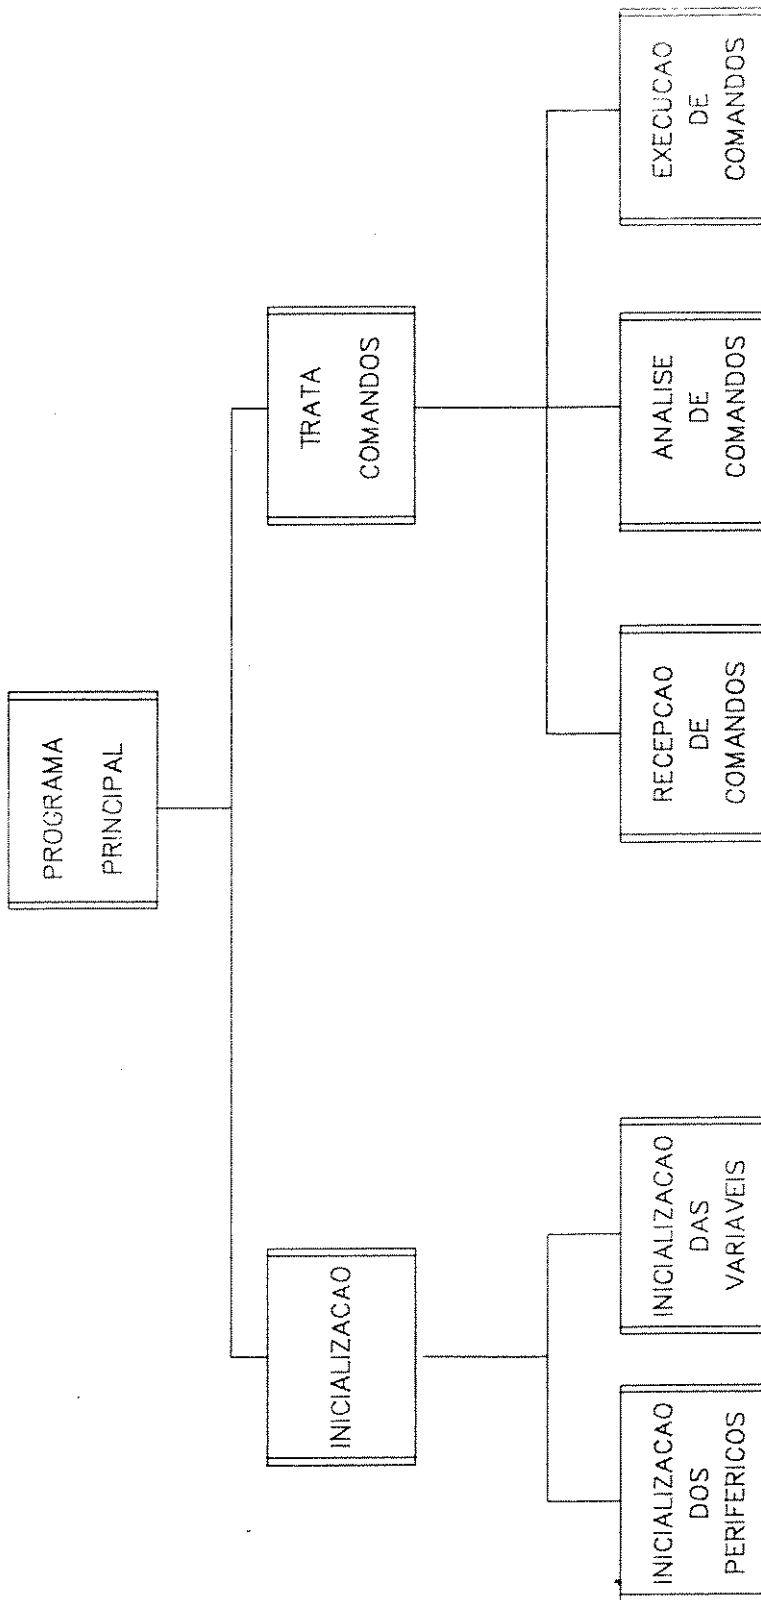 PROGRAMA
PRINCIPAL
INICIALIZACAO
TRATA
COMANDOS
INICIALIZACAO
DOS
PERIFERICOS
INICIALIZACAO
DAS
VARIAVEIS
RECEPCAO
DE
COMANDOS
ANALISE
DE
COMANDOS
EXECUCAO
DE
COMANDOS